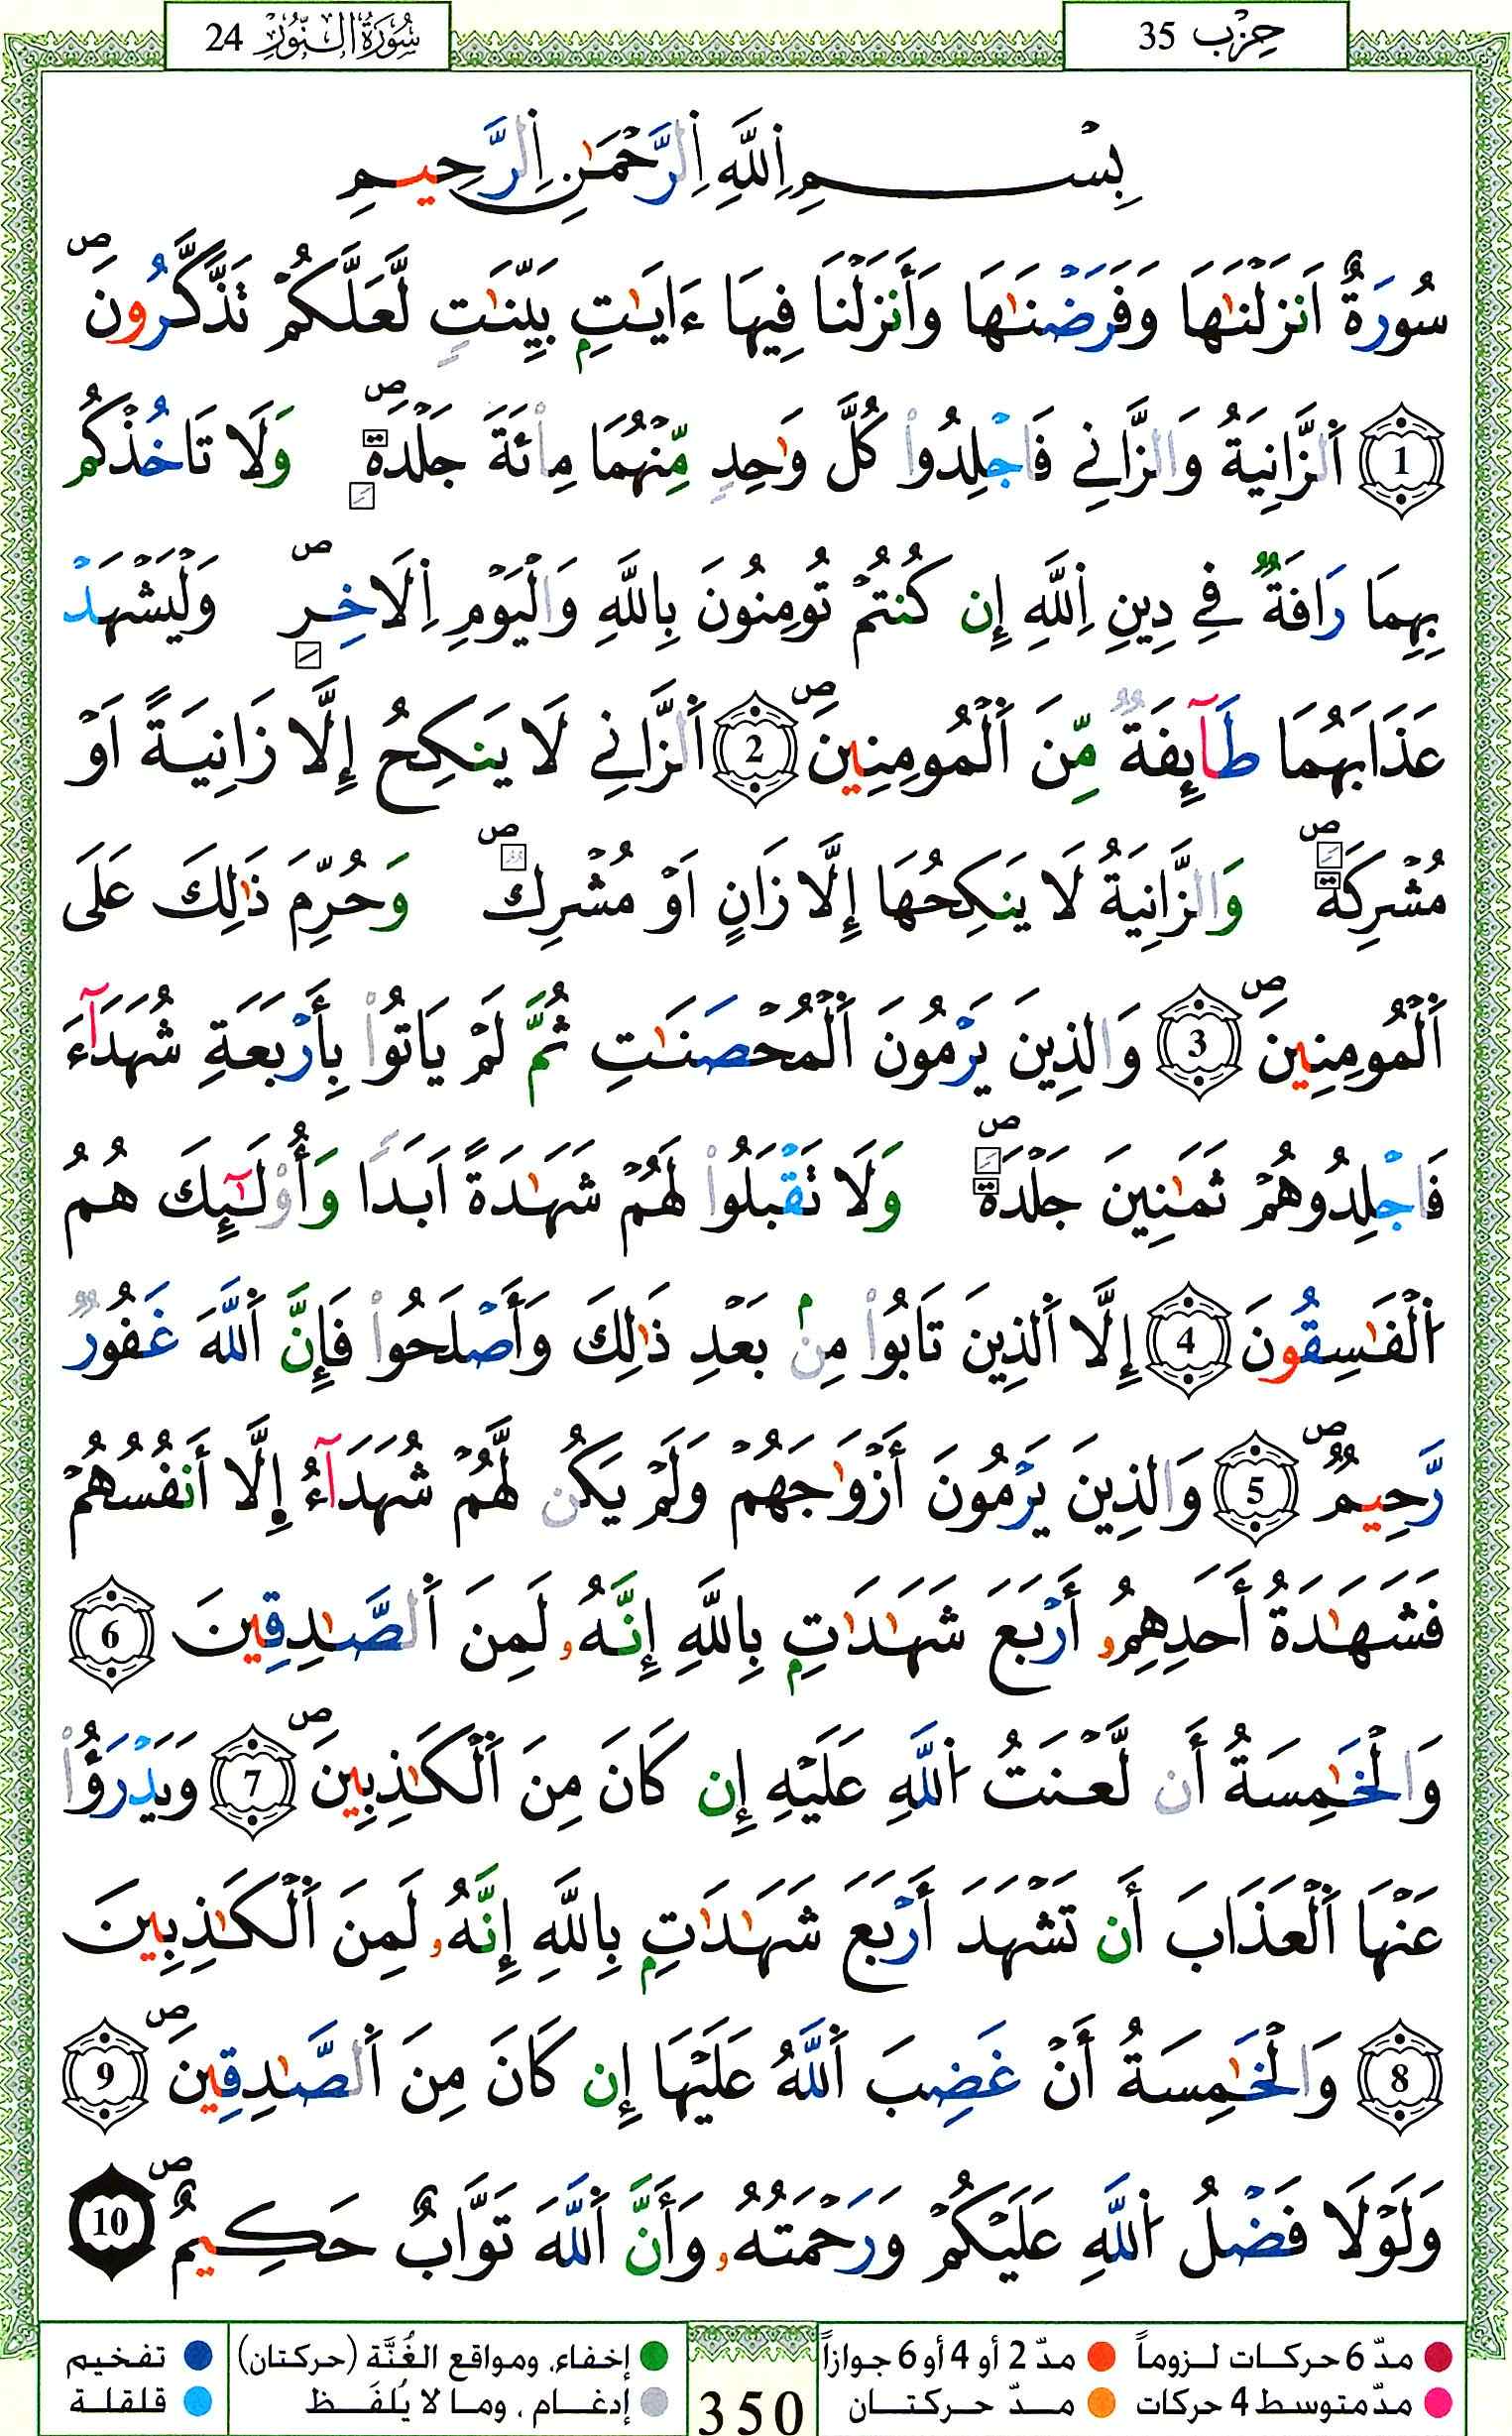 حِزْب 35
سُورَةُ النُّورِ 24
بِسْمِ اِللَّهِ اِلرَّحْمَٰنِ اِلرَّحِيمِ
سُورَةٌ اَنزَلْنَٰهَا وَفَرَضْنَٰهَا وَأَنزَلْنَا فِيهَا ءَايَٰتِۭ بَيِّنَٰتٍ لَّعَلَّكُمْ تَذَّكَّرُونَۖ
1 اَ۬لزَّانِيَةُ وَالزَّانِے فَاجْلِدُواْ كُلَّ وَٰحِدٍ مِّنْهُمَا مِاْئَةَ جَلْدَةٍۖ وَلَا تَاخُذْكُم
بِهِمَا رَافَةٌ فِے دِينِ اِ۬للَّهِ إِن كُنتُمْ تُومِنُونَ بِاللَّهِ وَالْيَوْمِ اِ۬لَاخِرِۖ وَلْيَشْهَدْ
عَذَابَهُمَا طَآئِفَةٌ مِّنَ اَ۬لْمُومِنِينَۖ 2 اَ۬لزَّانِے لَا يَنكِحُ إِلَّا زَانِيَةً اَوْ
مُشْرِكَةًۖ وَالزَّانِيَةُ لَا يَنكِحُهَا إِلَّا زَانٍ اَوْ مُشْرِكٌۖ وَحُرِّمَ ذَٰلِكَ عَلَى
اَ۬لْمُومِنِينَۖ 3 وَالذِينَ يَرْمُونَ اَ۬لْمُحْصَنَٰتِ ثُمَّ لَمْ يَاتُواْ بِأَرْبَعَةِ شُهَدَآءَ
فَاجْلِدُوهُمْ ثَمَٰنِينَ جَلْدَةًۖ وَلَا تَقْبَلُواْ لَهُمْ شَهَٰدَةً اَبَدًا وَأُوْلَٰٓئِكَ هُمُ
اُ۬لْفَٰسِقُونَ 4 إِلَّا اَ۬لذِينَ تَابُواْ مِنۢ بَعْدِ ذَٰلِكَ وَأَصْلَحُواْ فَإِنَّ اَ۬للَّهَ غَفُورٌ
رَّحِيمٌۖ 5 وَالذِينَ يَرْمُونَ أَزْوَٰجَهُمْ وَلَمْ يَكُن لَّهُمْ شُهَدَآءُ إِلَّا أَنفُسُهُمْ
فَشَهَٰدَةُ أَحَدِهِمُۥ أَرْبَعَ شَهَٰدَٰتِۭ بِاللَّهِ إِنَّهُۥ لَمِنَ اَ۬لصَّٰدِقِينَ 6
وَالْخَٰمِسَةُ أَن لَّعْنَتُ اُ۬للَّهِ عَلَيْهِ إِن كَانَ مِنَ اَ۬لْكَٰذِبِينَۖ 7 وَيَدْرَؤُاْ
عَنْهَا اَ۬لْعَذَابَ أَن تَشْهَدَ أَرْبَعَ شَهَٰدَٰتِۭ بِاللَّهِ إِنَّهُۥ لَمِنَ اَ۬لْكَٰذِبِينَ
8 وَالْخَٰمِسَةُ أَنْ غَضِبَ اَ۬للَّهُ عَلَيْهَا إِن كَانَ مِنَ اَ۬لصَّٰدِقِينَۖ 9
وَلَوْلَا فَضْلُ اُ۬للَّهِ عَلَيْكُمْ وَرَحْمَتُهُۥ وَأَنَّ اَ۬للَّهَ تَوَّابٌ حَكِيمٌۖ 10
مدّ 6 حركات لزوماً مدّ 2 أو 4 أو 6 جوازاً إخفاء، ومواقع الغُنَّة (حركتان) تفخيم
مدّ متوسط 4 حركات مدّ حركتان إدغام، وما لا يُلفَظ قلقلة
350